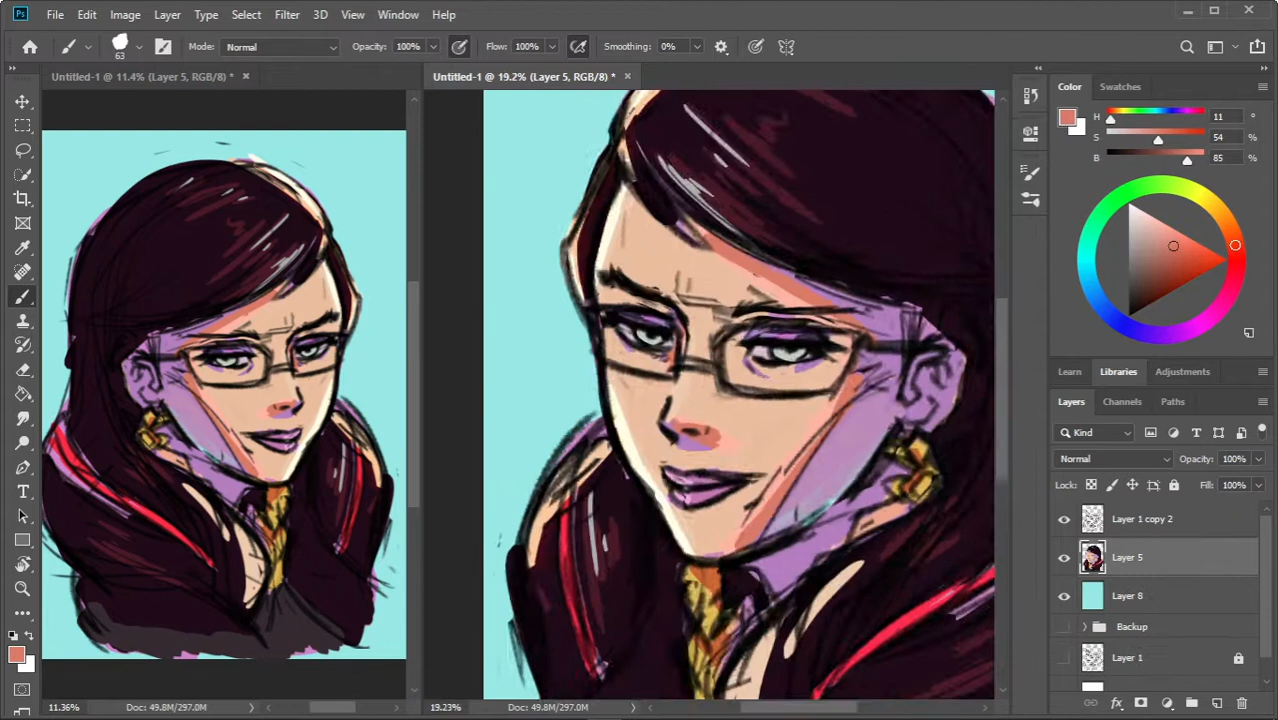 Ps File Edit Image Layer Type Select Filter 3D View Window Help
63 Mode: Normal Opacity: 100% Flow: 100% Smoothing: 0%
Untitled-1 @ 11.4% (Layer 5, RGB/8) * Untitled-1 @ 19.2% (Layer 5, RGB/8) *
Color Swatches
H 11 °
S 54 %
B 85 %
Learn Libraries Adjustments
Layers Channels Paths
Kind
Normal Opacity: 100%
Lock: Fill: 100%
Layer 1 copy 2
Layer 5
Layer 8
Backup
Layer 1
11.36% Doc: 49.8M/297.0M 19.23% Doc: 49.8M/297.0M